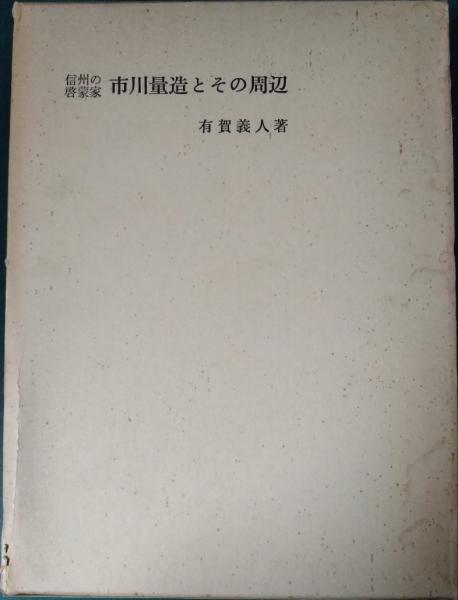 信州の
啓蒙家 市川量造とその周辺
有賀義人著